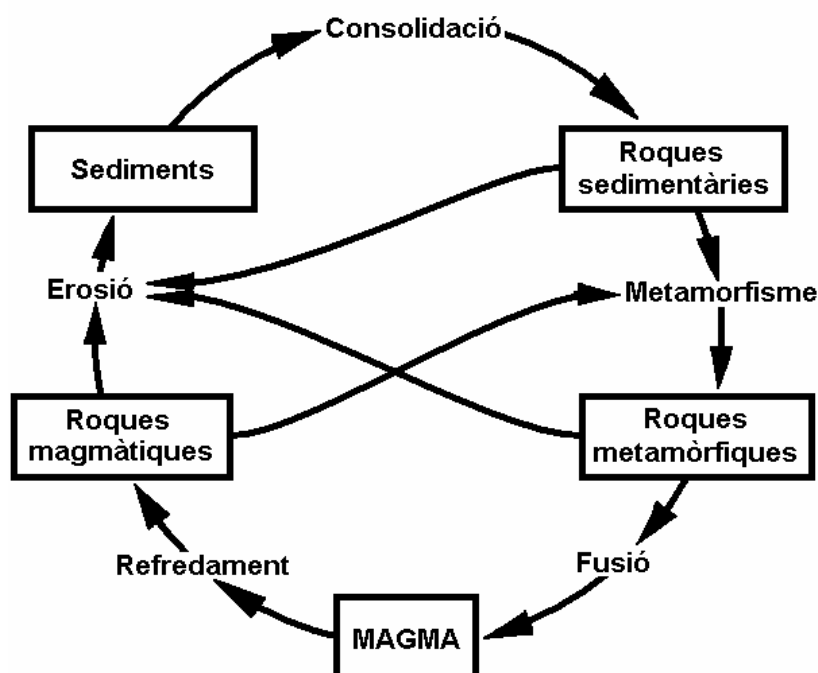 Consolidació
Sediments
Roques
sedimentàries
Erosió
Metamorfisme
Roques
magmàtiques
Roques
metamòrfiques
Refredament
Fusió
MAGMA